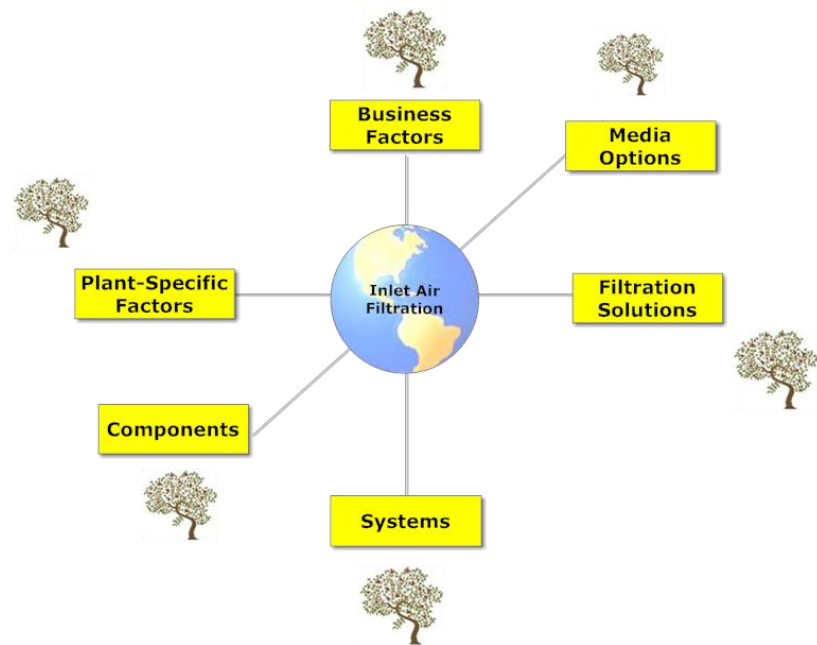 Business
Factors
Media
Options
Plant-Specific
Factors
Inlet Air
Filtration
Filtration
Solutions
Components
Systems